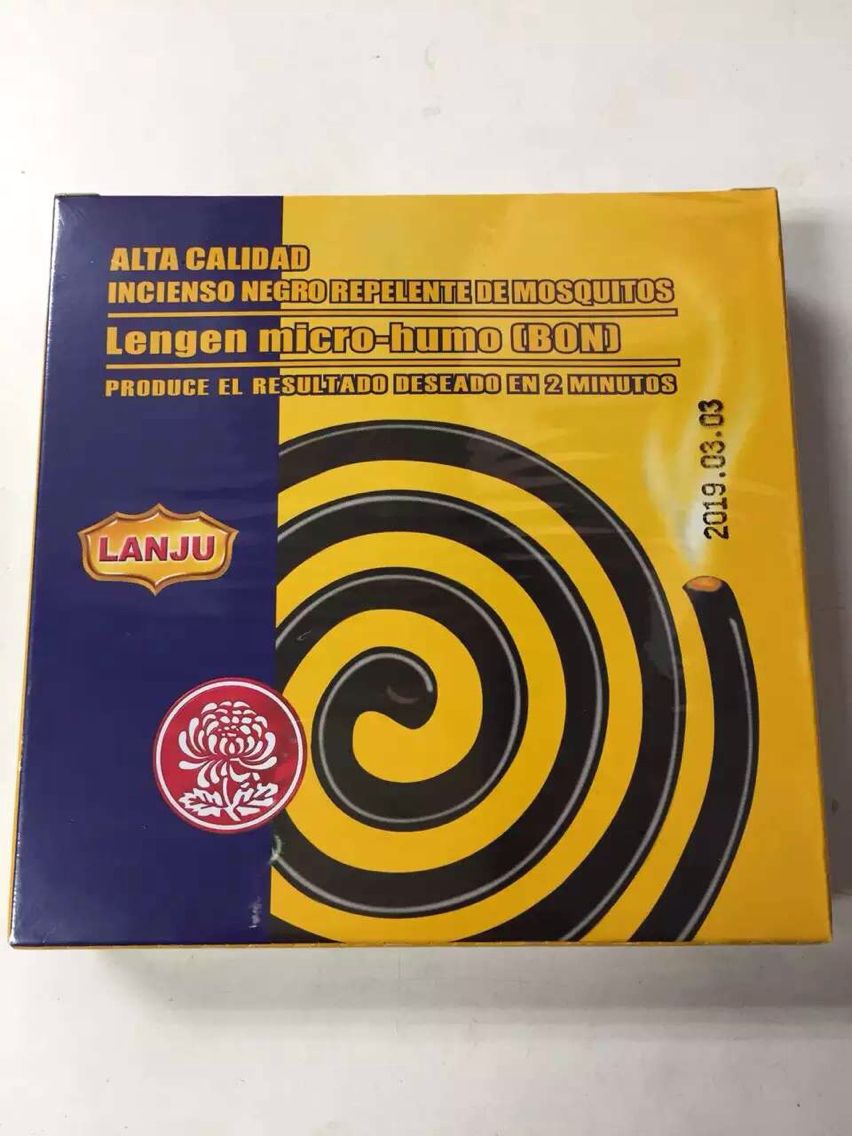 ALTA CALIDAD
INCIENSO NEGRO REPELENTE DE MOSQUITOS
Lengen micro-humo (BON)
PRODUCE EL RESULTADO DESEADO EN 2 MINUTOS
2019.03.03
LANJU